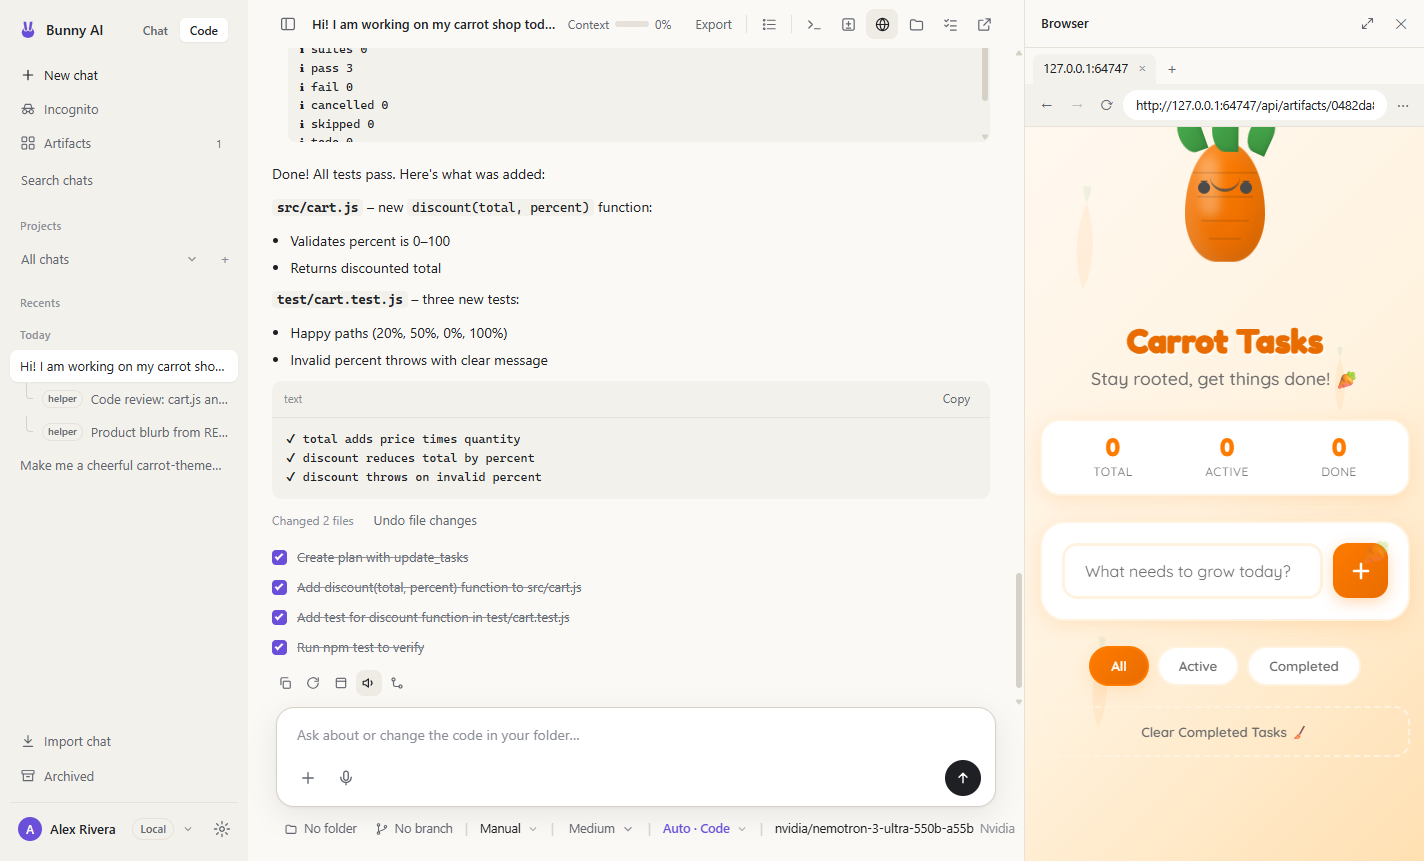 Bunny AI
Chat
Code
New chat
Incognito
Artifacts
1
Search chats
Projects
All chats
Recents
Today
Hi! I am working on my carrot sho...
helper
Code review: cart.js an...
helper
Product blurb from RE...
Make me a cheerful carrot-theme...
Import chat
Archived
A
Alex Rivera
Local
Hi! I am working on my carrot shop tod...
Context
0%
Export
ℹ suites 0
ℹ pass 3
ℹ fail 0
ℹ cancelled 0
ℹ skipped 0
ℹ todo 0
Done! All tests pass. Here's what was added:
src/cart.js – new discount(total, percent) function:
• Validates percent is 0–100
• Returns discounted total
test/cart.test.js – three new tests:
• Happy paths (20%, 50%, 0%, 100%)
• Invalid percent throws with clear message
text
Copy
✓ total adds price times quantity
✓ discount reduces total by percent
✓ discount throws on invalid percent
Changed 2 files
Undo file changes
Create plan with update_tasks
Add discount(total, percent) function to src/cart.js
Add test for discount function in test/cart.test.js
Run npm test to verify
Ask about or change the code in your folder...
No folder
No branch
Manual
Medium
Auto · Code
nvidia/nemotron-3-ultra-550b-a55b
Nvidia
Browser
127.0.0.1:64747
http://127.0.0.1:64747/api/artifacts/0482da
Carrot Tasks
Stay rooted, get things done! 🥕
0
TOTAL
0
ACTIVE
0
DONE
What needs to grow today?
All
Active
Completed
Clear Completed Tasks 🧹